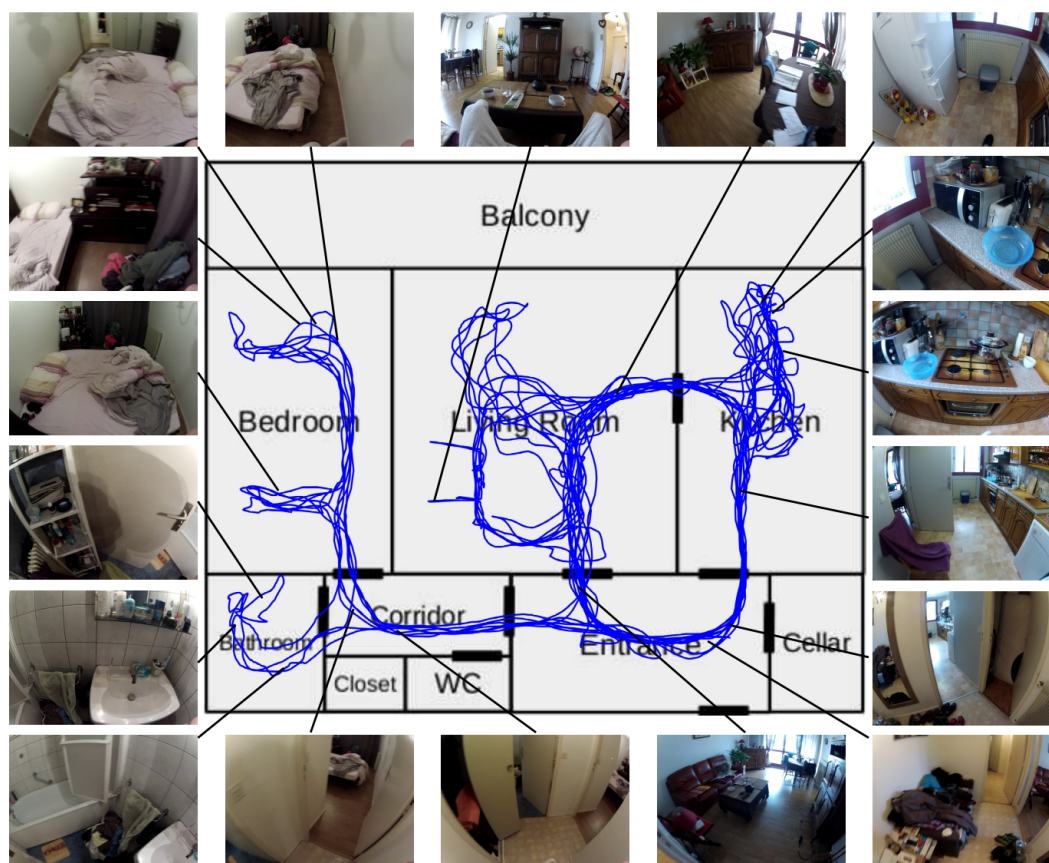 Balcony
Bedroom
Living Room
Kitchen
Corridor
Bathroom
Entrance
Cellar
Closet
WC